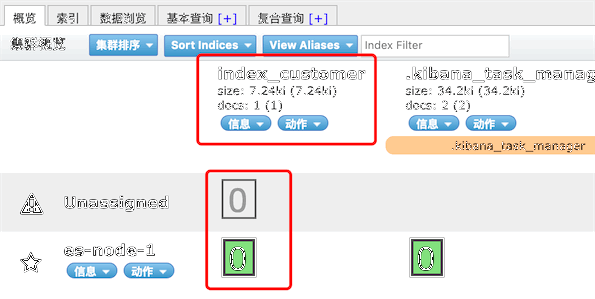 概览 索引 数据浏览 基本查询 [+] 复合查询 [+]
集群概览 集群排序 Sort Indices View Aliases Index Filter
index_customer .kibana_task_manag
size: 7.24ki (7.24ki) size: 34.2ki (34.2ki)
docs: 1 (1) docs: 2 (2)
信息 动作 信息 动作
.kibana_task_manager
Unassigned 0
es-node-1 0 0
信息 动作